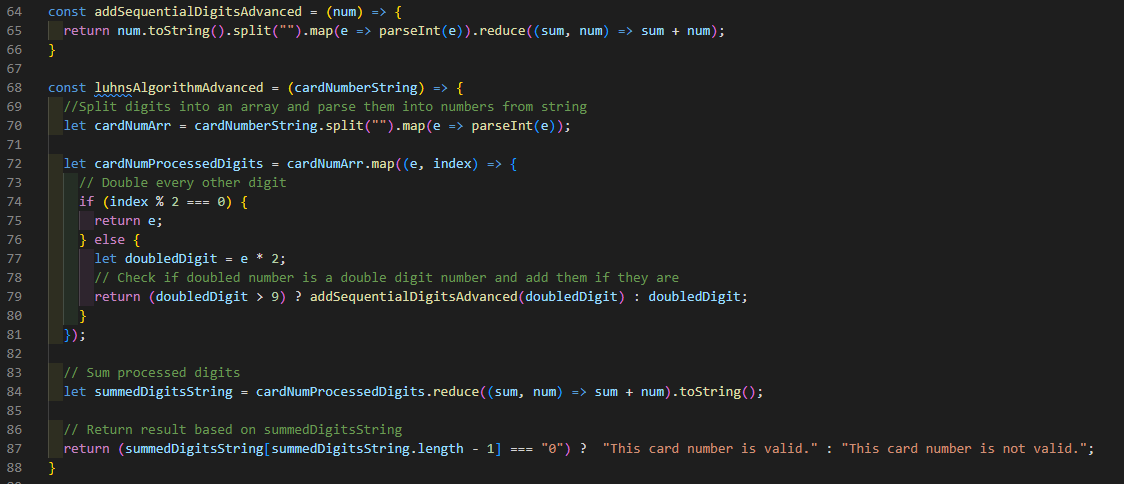 64 const addSequentialDigitsAdvanced = (num) => {
65   return num.toString().split("").map(e => parseInt(e)).reduce((sum, num) => sum + num);
66 }
67
68 const luhnsAlgorithmAdvanced = (cardNumberString) => {
69   //Split digits into an array and parse them into numbers from string
70   let cardNumArr = cardNumberString.split("").map(e => parseInt(e));
71
72   let cardNumProcessedDigits = cardNumArr.map((e, index) => {
73     // Double every other digit
74     if (index % 2 === 0) {
75       return e;
76     } else {
77       let doubledDigit = e * 2;
78       // Check if doubled number is a double digit number and add them if they are
79       return (doubledDigit > 9) ? addSequentialDigitsAdvanced(doubledDigit) : doubledDigit;
80     }
81   });
82
83   // Sum processed digits
84   let summedDigitsString = cardNumProcessedDigits.reduce((sum, num) => sum + num).toString();
85
86   // Return result based on summedDigitsString
87   return (summedDigitsString[summedDigitsString.length - 1] === "0") ?  "This card number is valid." : "This card number is not valid.";
88 }